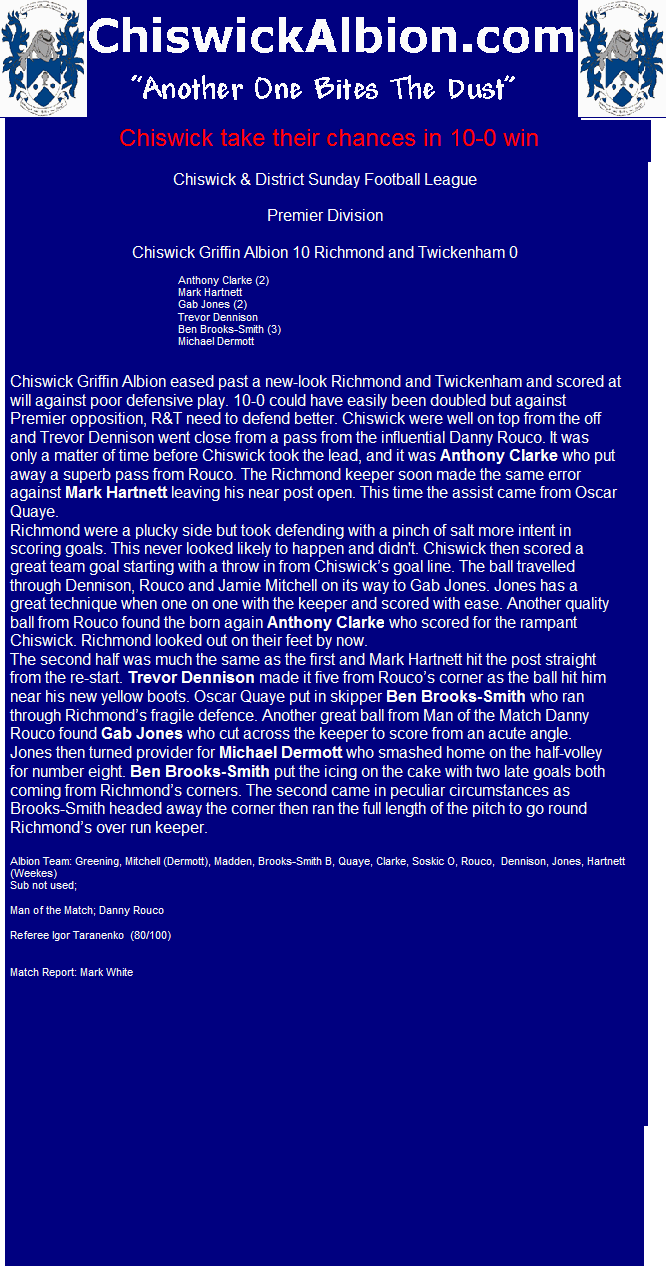 ChiswickAlbion.com
"Another One Bites The Dust"
Chiswick take their chances in 10-0 win
Chiswick & District Sunday Football League
Premier Division
Chiswick Griffin Albion 10 Richmond and Twickenham 0
Anthony Clarke (2)
Mark Hartnett
Gab Jones (2)
Trevor Dennison
Ben Brooks-Smith (3)
Michael Dermott
Chiswick Griffin Albion eased past a new-look Richmond and Twickenham and scored at
will against poor defensive play. 10-0 could have easily been doubled but against
Premier opposition, R&T need to defend better. Chiswick were well on top from the off
and Trevor Dennison went close from a pass from the influential Danny Rouco. It was
only a matter of time before Chiswick took the lead, and it was Anthony Clarke who put
away a superb pass from Rouco. The Richmond keeper soon made the same error
against Mark Hartnett leaving his near post open. This time the assist came from Oscar
Quaye.
Richmond were a plucky side but took defending with a pinch of salt more intent in
scoring goals. This never looked likely to happen and didn't. Chiswick then scored a
great team goal starting with a throw in from Chiswick’s goal line. The ball travelled
through Dennison, Rouco and Jamie Mitchell on its way to Gab Jones. Jones has a
great technique when one on one with the keeper and scored with ease. Another quality
ball from Rouco found the born again Anthony Clarke who scored for the rampant
Chiswick. Richmond looked out on their feet by now.
The second half was much the same as the first and Mark Hartnett hit the post straight
from the re-start. Trevor Dennison made it five from Rouco’s corner as the ball hit him
near his new yellow boots. Oscar Quaye put in skipper Ben Brooks-Smith who ran
through Richmond’s fragile defence. Another great ball from Man of the Match Danny
Rouco found Gab Jones who cut across the keeper to score from an acute angle.
Jones then turned provider for Michael Dermott who smashed home on the half-volley
for number eight. Ben Brooks-Smith put the icing on the cake with two late goals both
coming from Richmond’s corners. The second came in peculiar circumstances as
Brooks-Smith headed away the corner then ran the full length of the pitch to go round
Richmond’s over run keeper.
Albion Team: Greening, Mitchell (Dermott), Madden, Brooks-Smith B, Quaye, Clarke, Soskic O, Rouco, Dennison, Jones, Hartnett
(Weekes)
Sub not used;
Man of the Match; Danny Rouco
Referee Igor Taranenko (80/100)
Match Report: Mark White